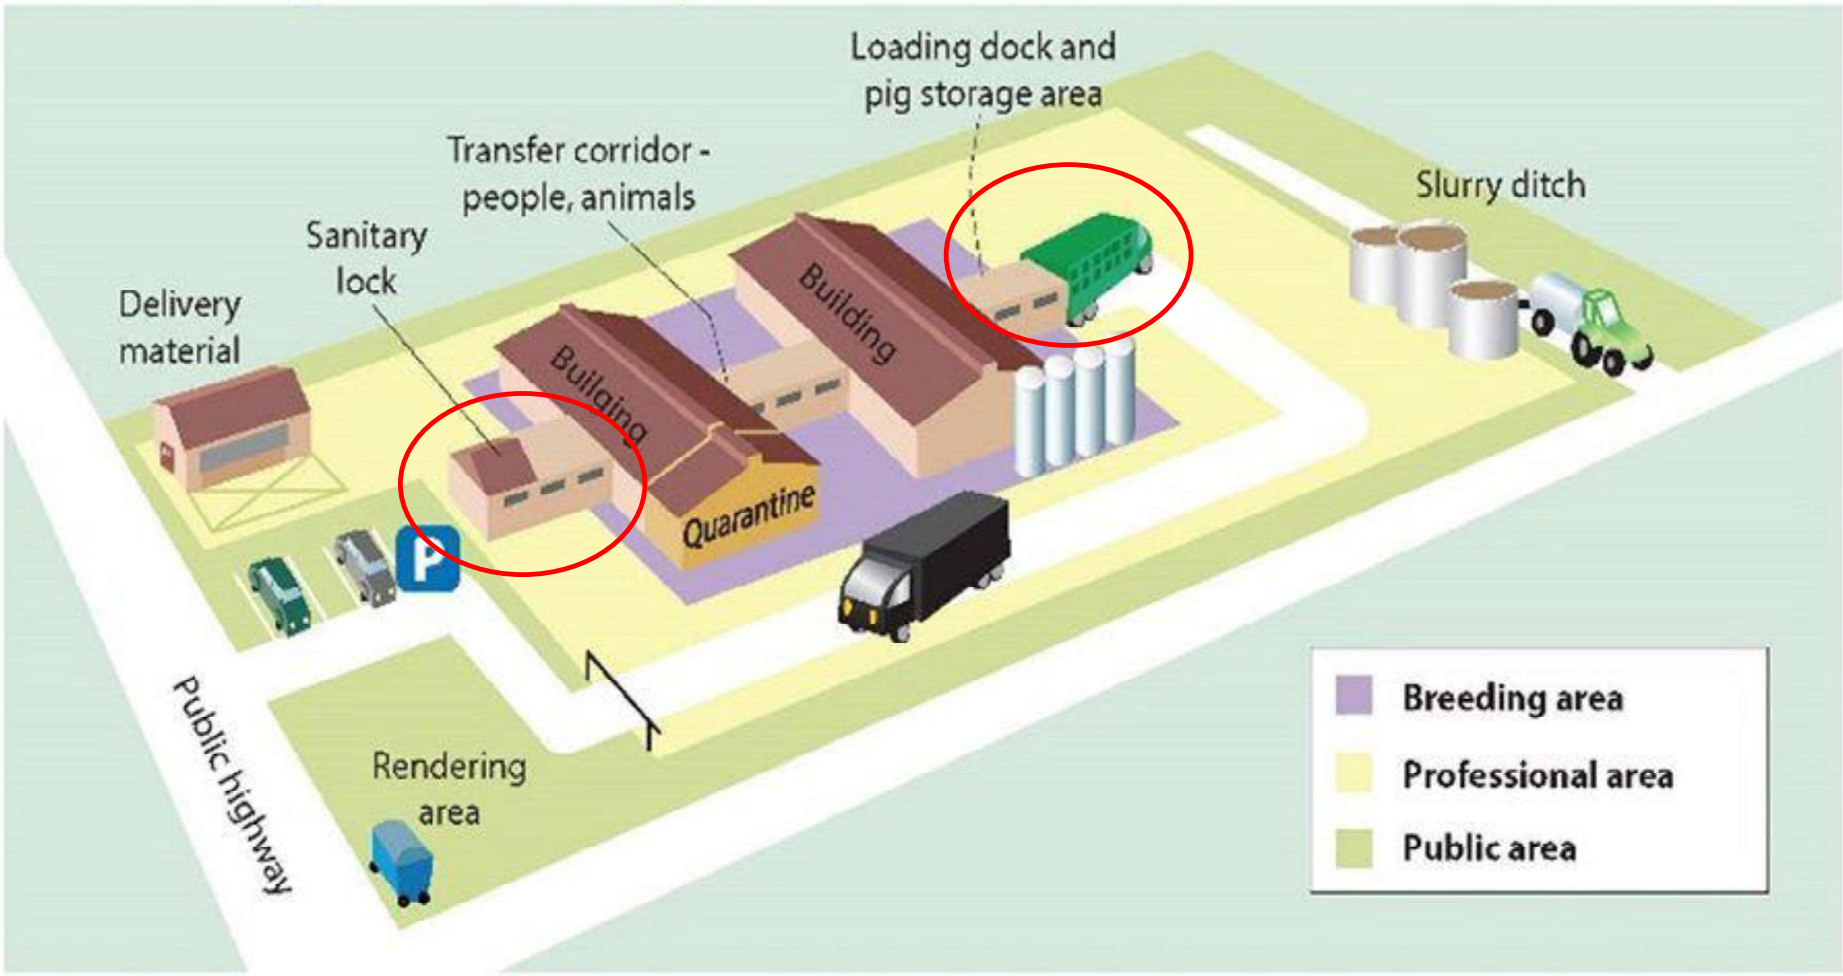 Loading dock and
pig storage area
Transfer corridor -
people, animals
Sanitary
lock
Slurry ditch
Delivery
material
Building
Building
Quarantine
P
Public highway
Rendering
area
Breeding area
Professional area
Public area